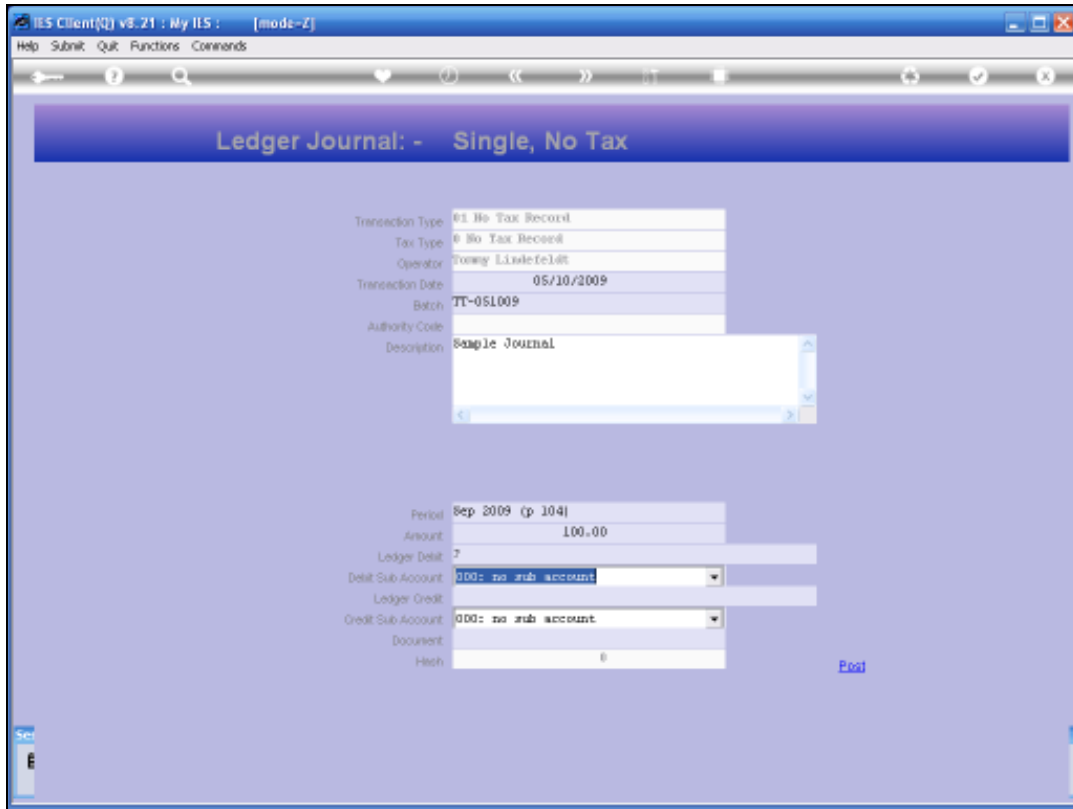 IES Client(Q) v8.21 : My IES : [mode-Z]
Help Submit Quit Functions Commands
Ledger Journal: - Single, No Tax
Transaction Type 01 No Tax Record
Tax Type 0 No Tax Record
Operator Tommy Lindefeldt
Transaction Date 05/10/2009
Batch TT-051009
Authority Code
Description Sample Journal
Period Sep 2009 (p 104)
Amount 100.00
Ledger Debit ?
Debit Sub Account 000: no sub account
Ledger Credit
Credit Sub Account 000: no sub account
Document
Hash 0
Post